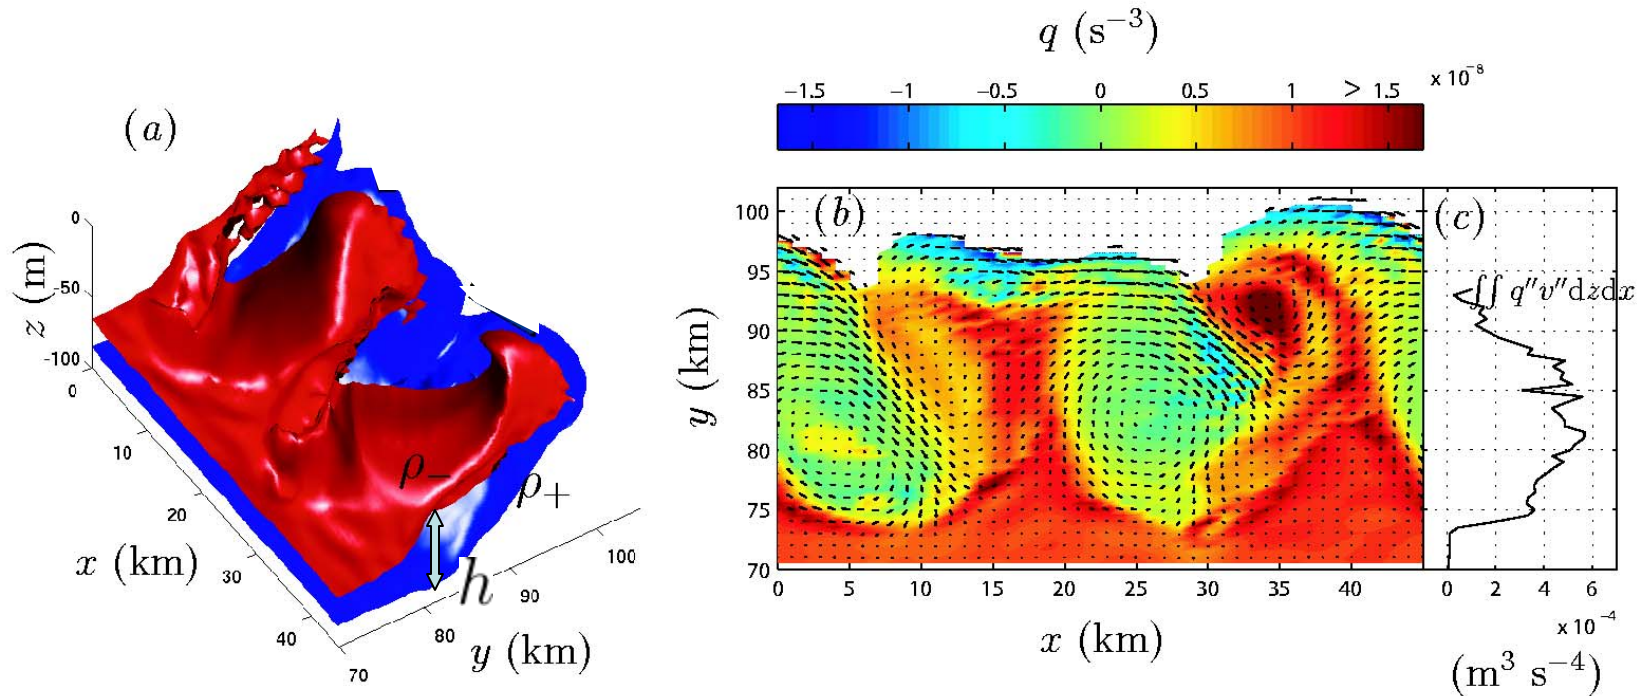 (a)
z (m)
0
-50
-100
0
10
20
30
40
x (km)
70
80
90
100
y (km)
ρ−
ρ+
h
q (s−3)
−1.5 −1 −0.5 0 0.5 1 > 1.5 x 10−8
(b)
y (km)
100
95
90
85
80
75
70
0 5 10 15 20 25 30 35 40
x (km)
(c)
∫∫ q″v″dzdx
0 2 4 6
x 10−4
(m3 s−4)